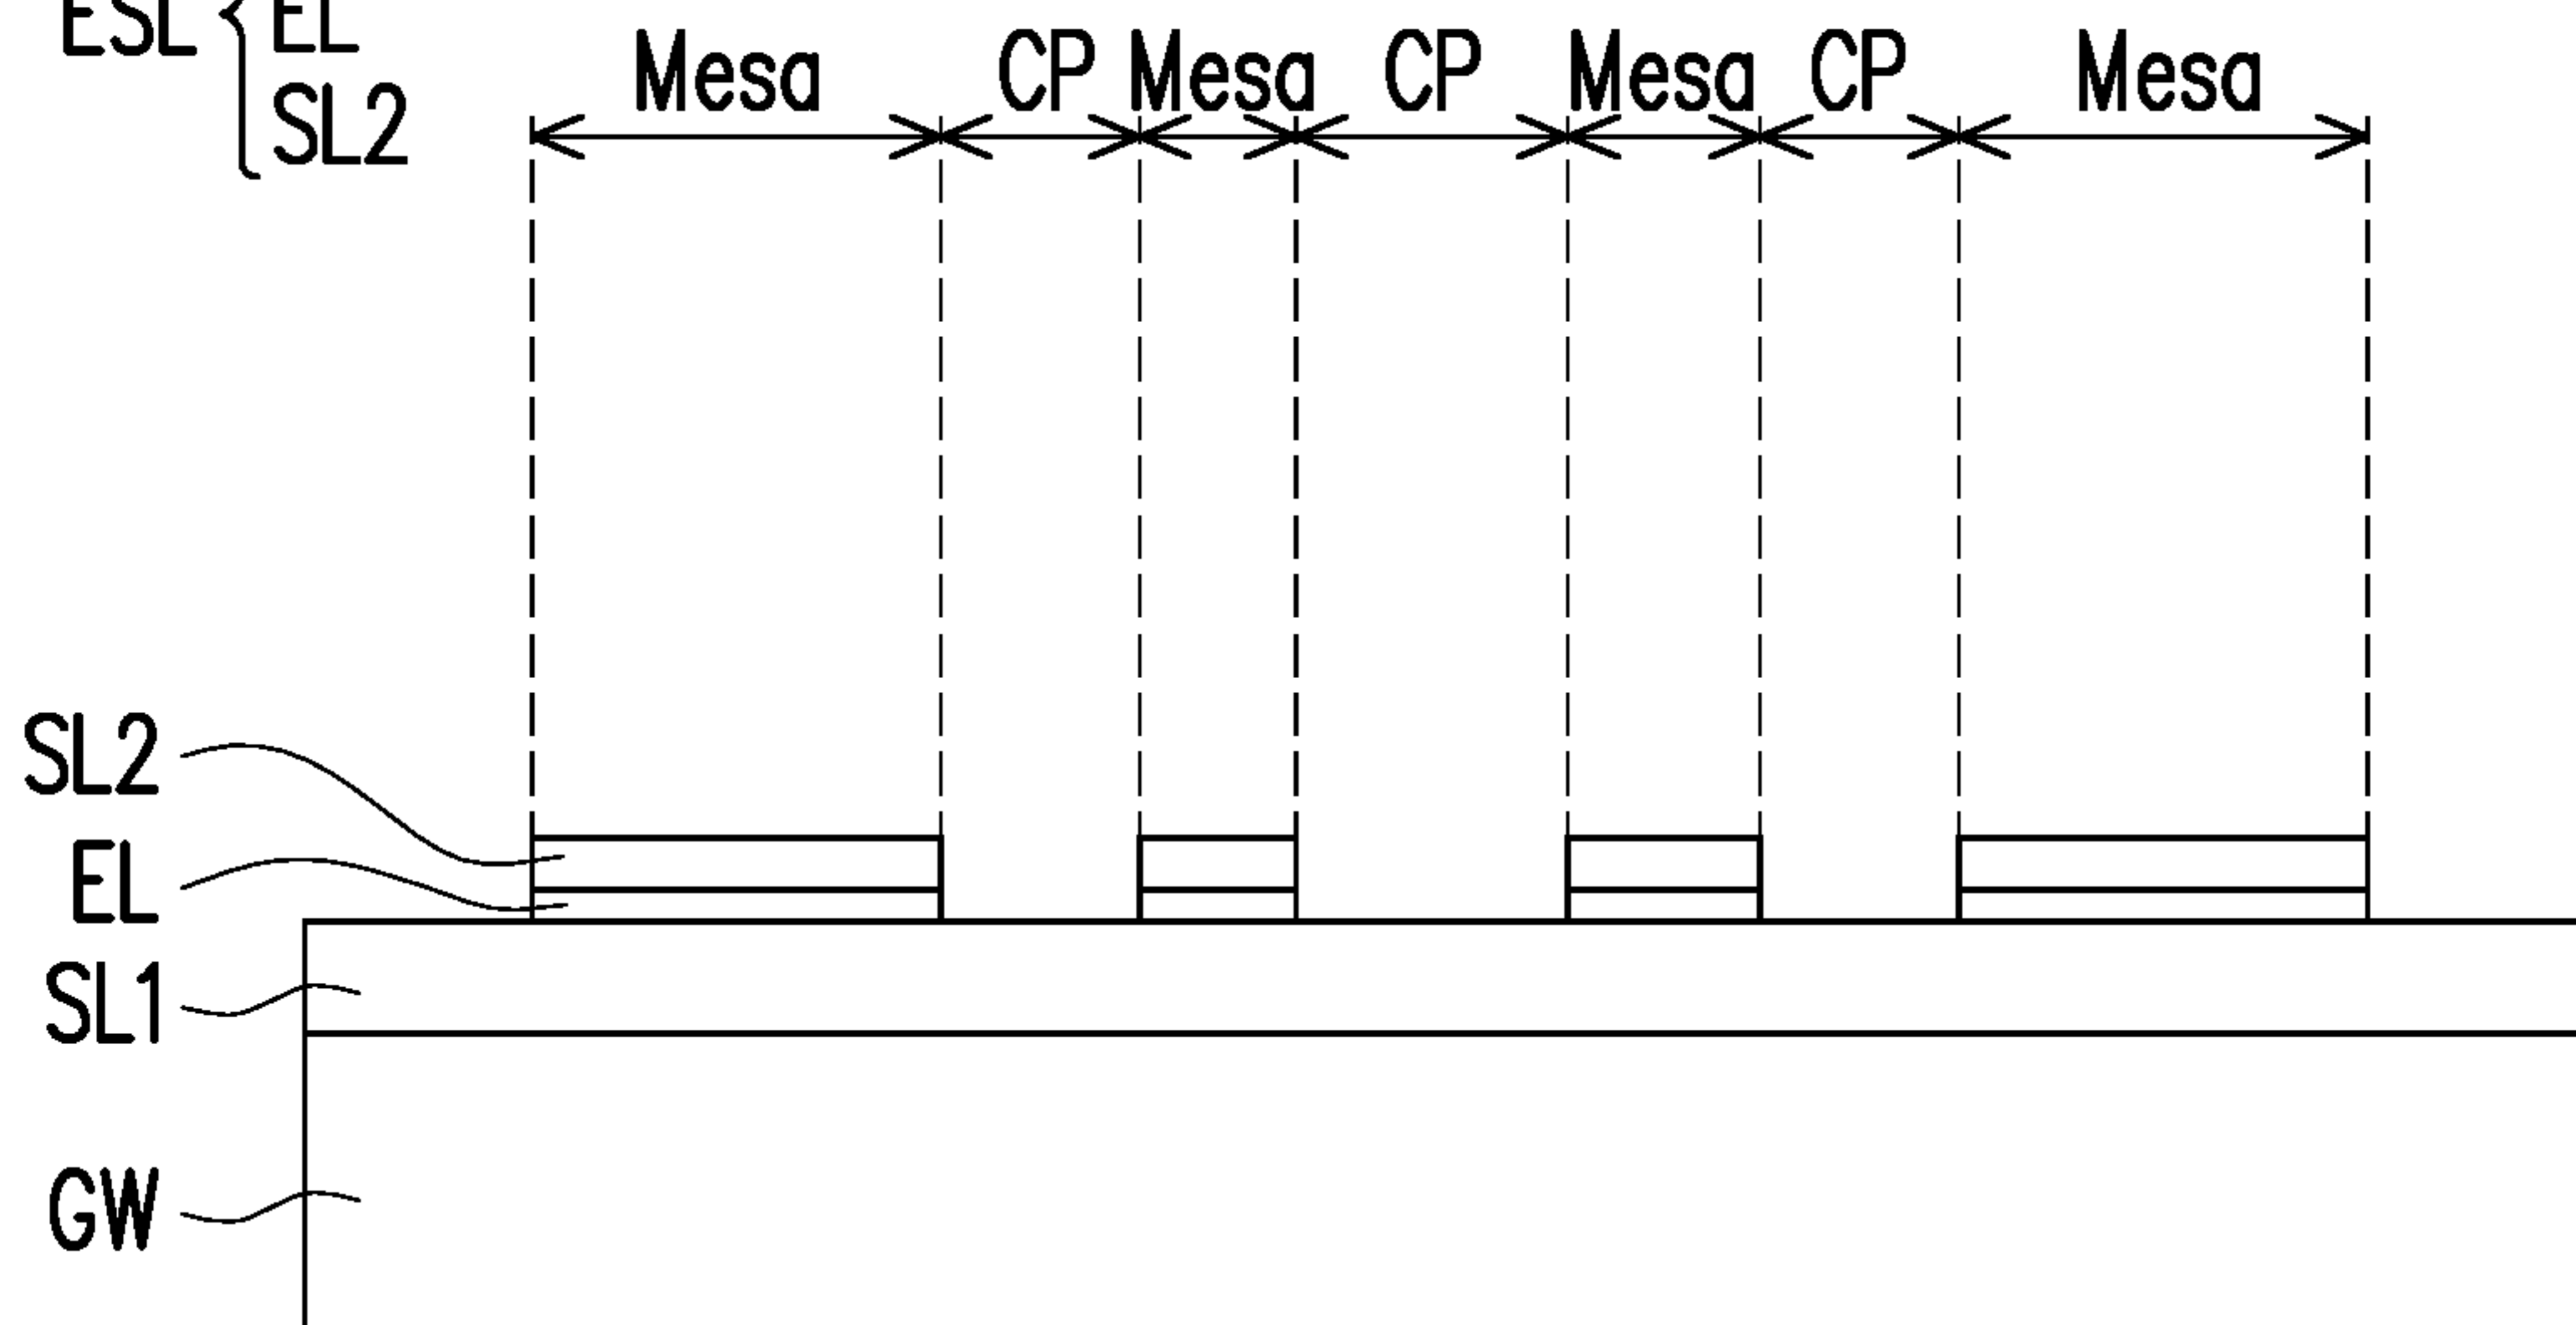 ESL { EL
SL2
Mesa CP Mesa CP Mesa CP Mesa
SL2
EL
SL1
GW